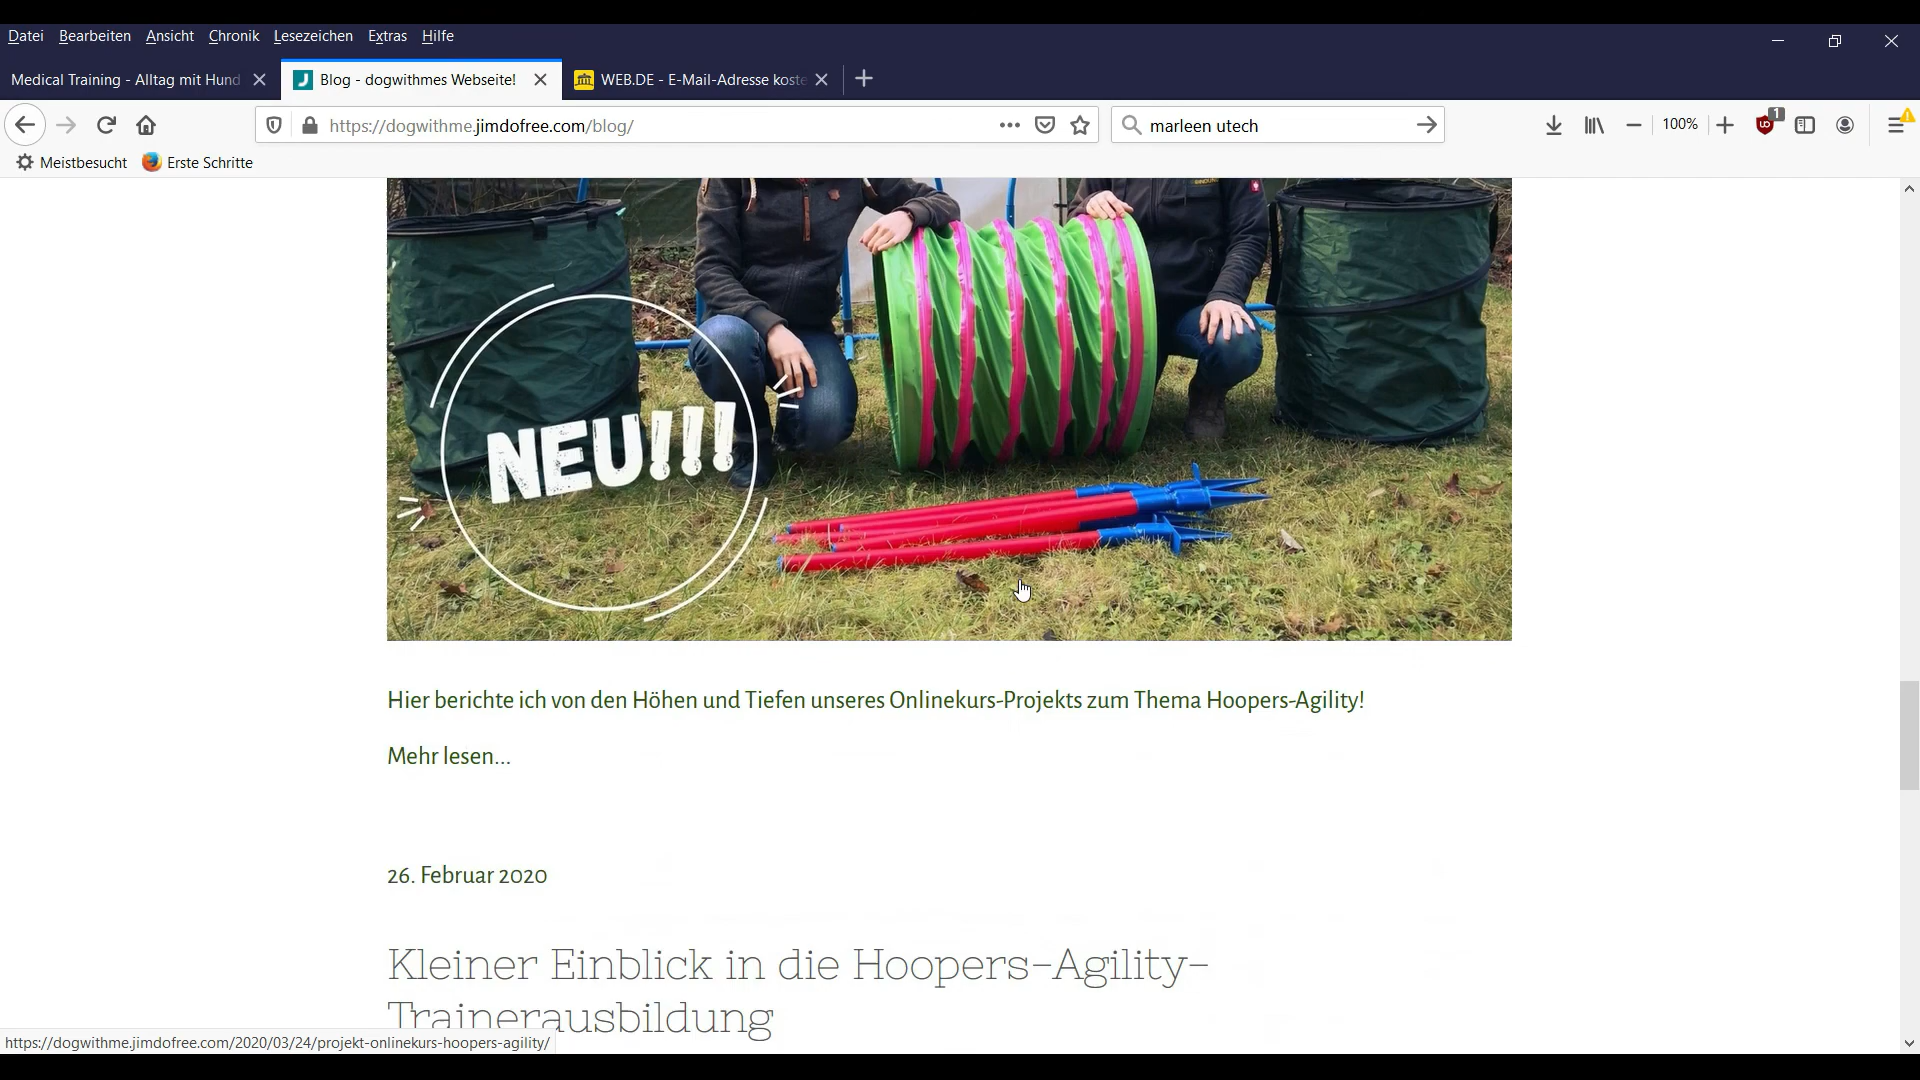 Datei Bearbeiten Ansicht Chronik Lesezeichen Extras Hilfe
Medical Training - Alltag mit Hund Blog - dogwithmes Webseite! WEB.DE - E-Mail-Adresse koste
https://dogwithme.jimdofree.com/blog/ marleen utech 100% 1
Meistbesucht Erste Schritte
NEU!!!
Hier berichte ich von den Höhen und Tiefen unseres Onlinekurs-Projekts zum Thema Hoopers-Agility!
Mehr lesen...
26. Februar 2020
Kleiner Einblick in die Hoopers-Agility-
Trainerausbildung
https://dogwithme.jimdofree.com/2020/03/24/projekt-onlinekurs-hoopers-agility/